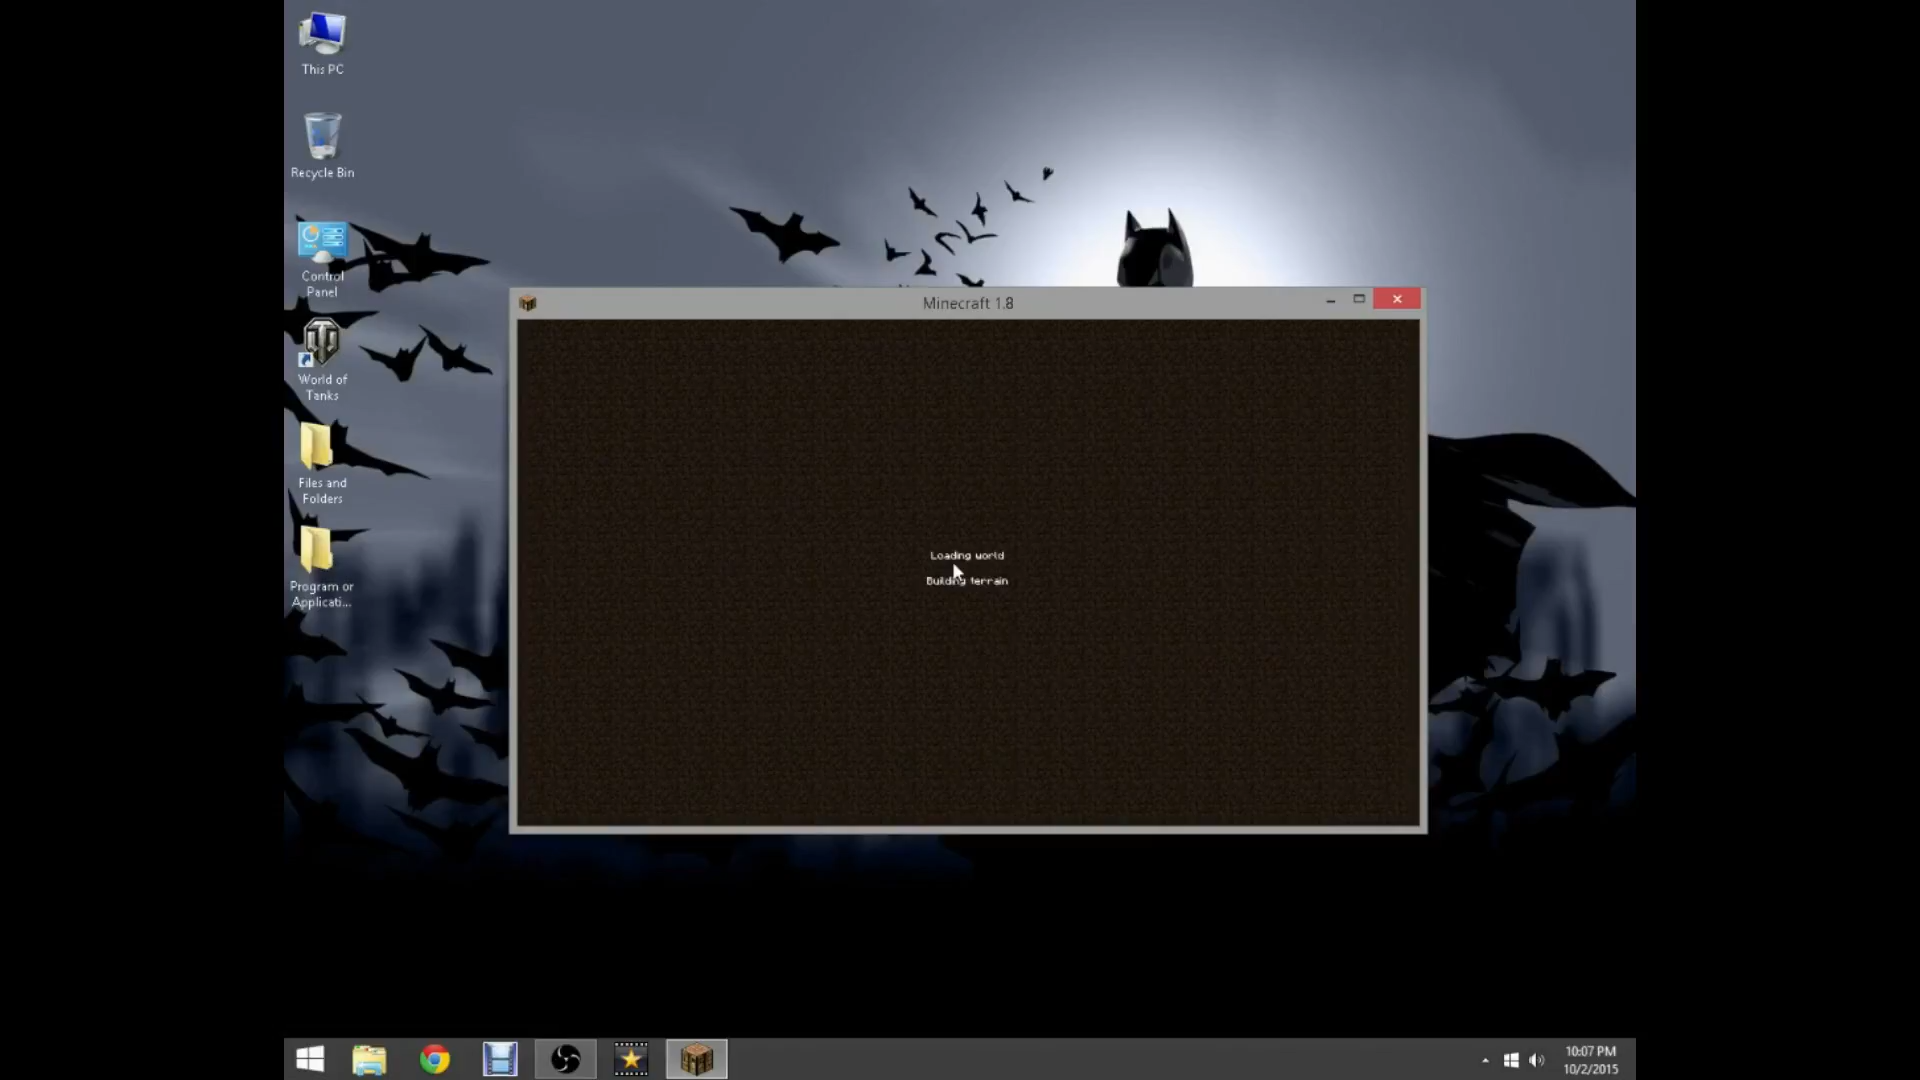 This PC
Recycle Bin
Control
Panel
World of
Tanks
Files and
Folders
Program or
Applicati...
Minecraft 1.8
Loading world
Building terrain
10:07 PM
10/2/2015